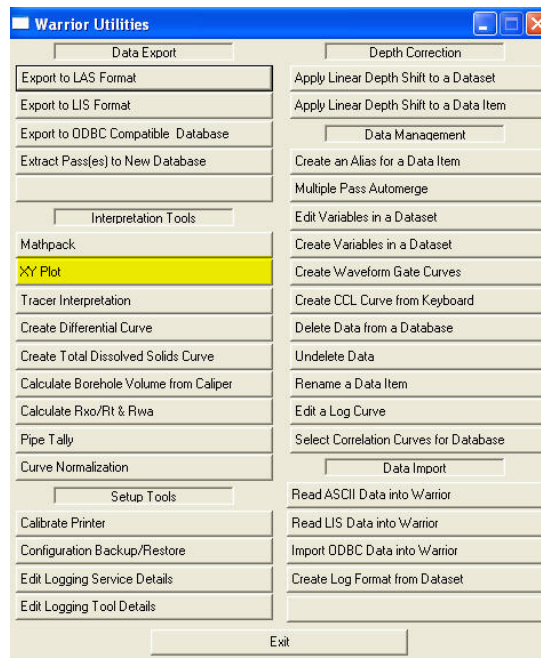 Warrior Utilities
Data Export
Export to LAS Format
Export to LIS Format
Export to ODBC Compatible Database
Extract Pass(es) to New Database
Interpretation Tools
Mathpack
XY Plot
Tracer Interpretation
Create Differential Curve
Create Total Dissolved Solids Curve
Calculate Borehole Volume from Caliper
Calculate Rxo/Rt & Rwa
Pipe Tally
Curve Normalization
Setup Tools
Calibrate Printer
Configuration Backup/Restore
Edit Logging Service Details
Edit Logging Tool Details
Depth Correction
Apply Linear Depth Shift to a Dataset
Apply Linear Depth Shift to a Data Item
Data Management
Create an Alias for a Data Item
Multiple Pass Automerge
Edit Variables in a Dataset
Create Variables in a Dataset
Create Waveform Gate Curves
Create CCL Curve from Keyboard
Delete Data from a Database
Undelete Data
Rename a Data Item
Edit a Log Curve
Select Correlation Curves for Database
Data Import
Read ASCII Data into Warrior
Read LIS Data into Warrior
Import ODBC Data into Warrior
Create Log Format from Dataset
Exit